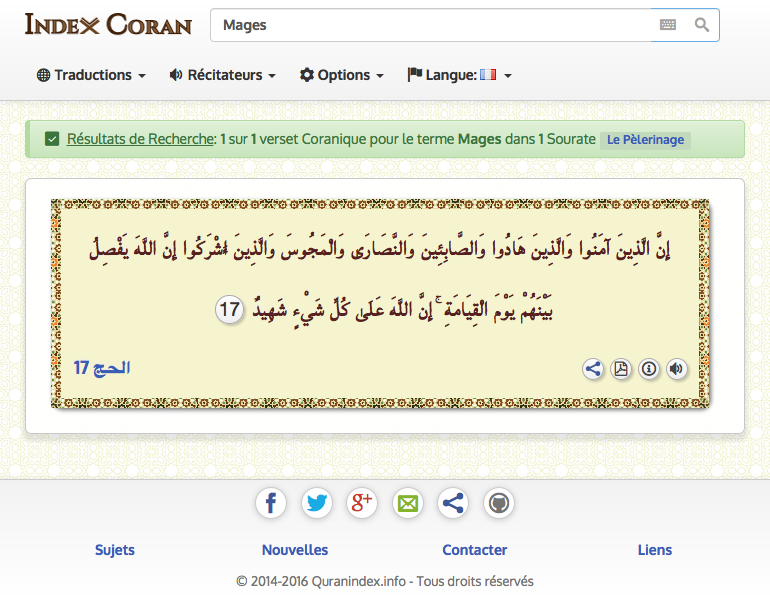 INDEX CORAN
Mages
Traductions Récitateurs Options Langue:
Résultats de Recherche: 1 sur 1 verset Coranique pour le terme Mages dans 1 Sourate Le Pèlerinage
إِنَّ الَّذِينَ آمَنُوا وَالَّذِينَ هَادُوا وَالصَّابِئِينَ وَالنَّصَارَى وَالْمَجُوسَ وَالَّذِينَ أَشْرَكُوا إِنَّ اللَّهَ يَفْصِلُ
بَيْنَهُمْ يَوْمَ الْقِيَامَةِ ۚ إِنَّ اللَّهَ عَلَىٰ كُلِّ شَيْءٍ شَهِيدٌ 17
الحج 17
f g+
Sujets Nouvelles Contacter Liens
© 2014-2016 Quranindex.info - Tous droits réservés